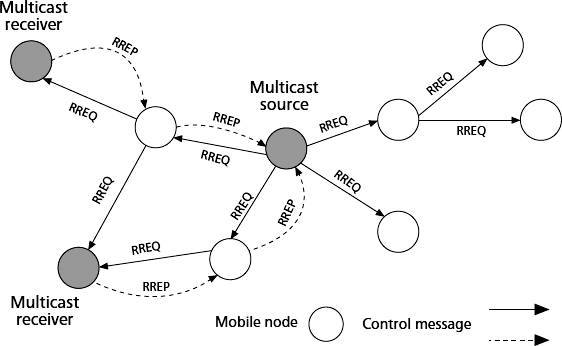 Multicast
receiver
RREP
RREQ
Multicast
source
RREP
RREQ
RREQ
RREQ
RREQ
RREQ
RREQ
RREQ
RREP
RREQ
RREP
Multicast
receiver
Mobile node
Control message